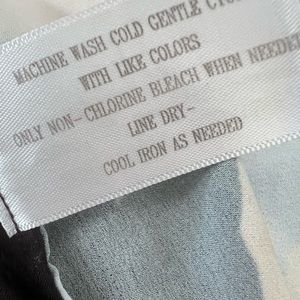 MACHINE WASH COLD GENTLE CYC
WITH LIKE COLORS
ONLY NON-CHLORINE BLEACH WHEN NEEDED
LINE DRY-
COOL IRON AS NEEDED